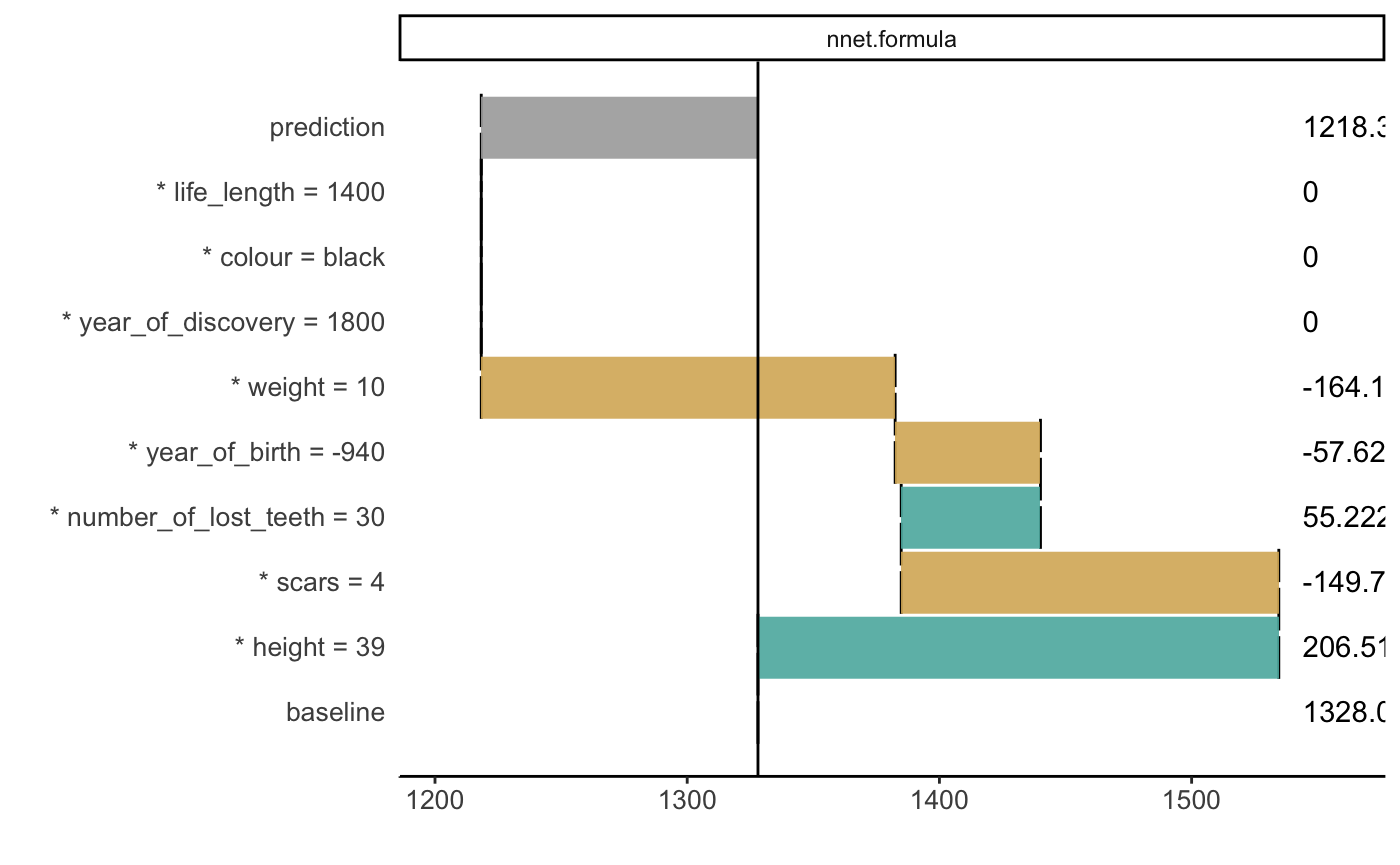 nnet.formula
prediction 1218.3
* life_length = 1400 0
* colour = black 0
* year_of_discovery = 1800 0
* weight = 10 -164.1
* year_of_birth = -940 -57.62
* number_of_lost_teeth = 30 55.222
* scars = 4 -149.7
* height = 39 206.51
baseline 1328.0
1200 1300 1400 1500